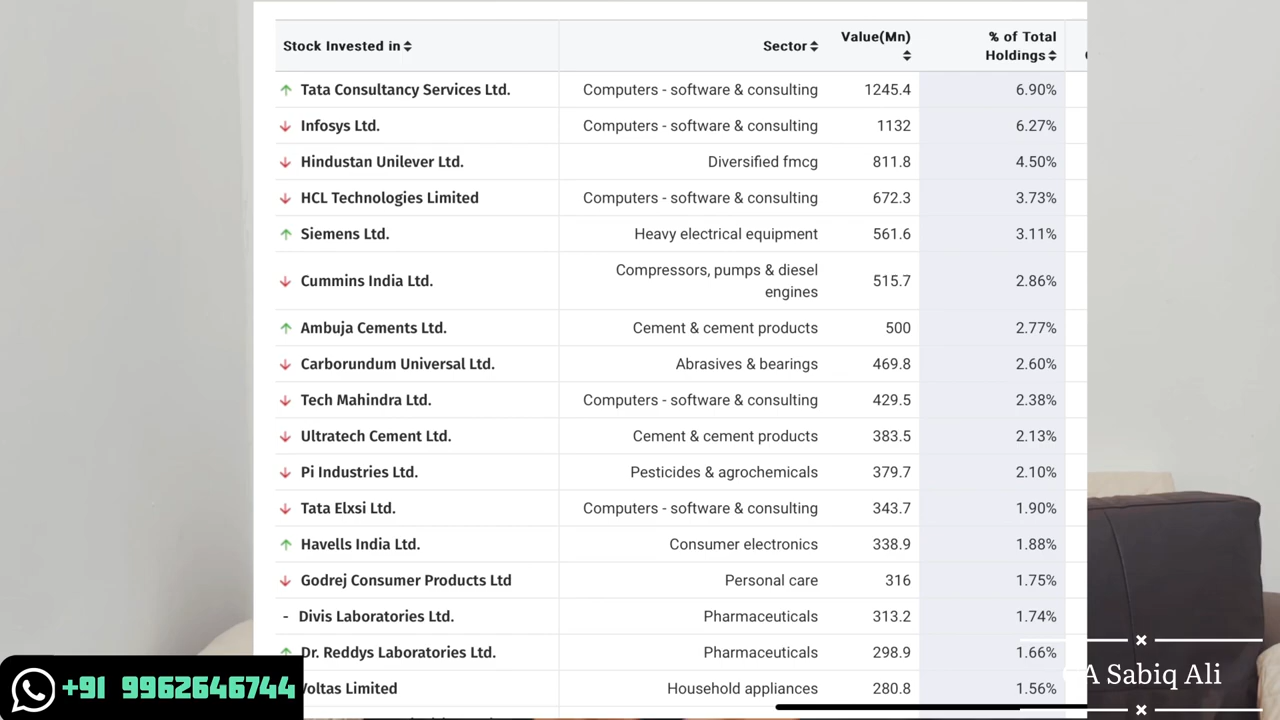 Stock Invested in Sector Value(Mn) % of Total Holdings
Tata Consultancy Services Ltd. Computers - software & consulting 1245.4 6.90%
Infosys Ltd. Computers - software & consulting 1132 6.27%
Hindustan Unilever Ltd. Diversified fmcg 811.8 4.50%
HCL Technologies Limited Computers - software & consulting 672.3 3.73%
Siemens Ltd. Heavy electrical equipment 561.6 3.11%
Cummins India Ltd. Compressors, pumps & diesel engines 515.7 2.86%
Ambuja Cements Ltd. Cement & cement products 500 2.77%
Carborundum Universal Ltd. Abrasives & bearings 469.8 2.60%
Tech Mahindra Ltd. Computers - software & consulting 429.5 2.38%
Ultratech Cement Ltd. Cement & cement products 383.5 2.13%
Pi Industries Ltd. Pesticides & agrochemicals 379.7 2.10%
Tata Elxsi Ltd. Computers - software & consulting 343.7 1.90%
Havells India Ltd. Consumer electronics 338.9 1.88%
Godrej Consumer Products Ltd Personal care 316 1.75%
- Divis Laboratories Ltd. Pharmaceuticals 313.2 1.74%
Dr. Reddys Laboratories Ltd. Pharmaceuticals 298.9 1.66%
Voltas Limited Household appliances 280.8 1.56%
+91 9962646744
A Sabiq Ali